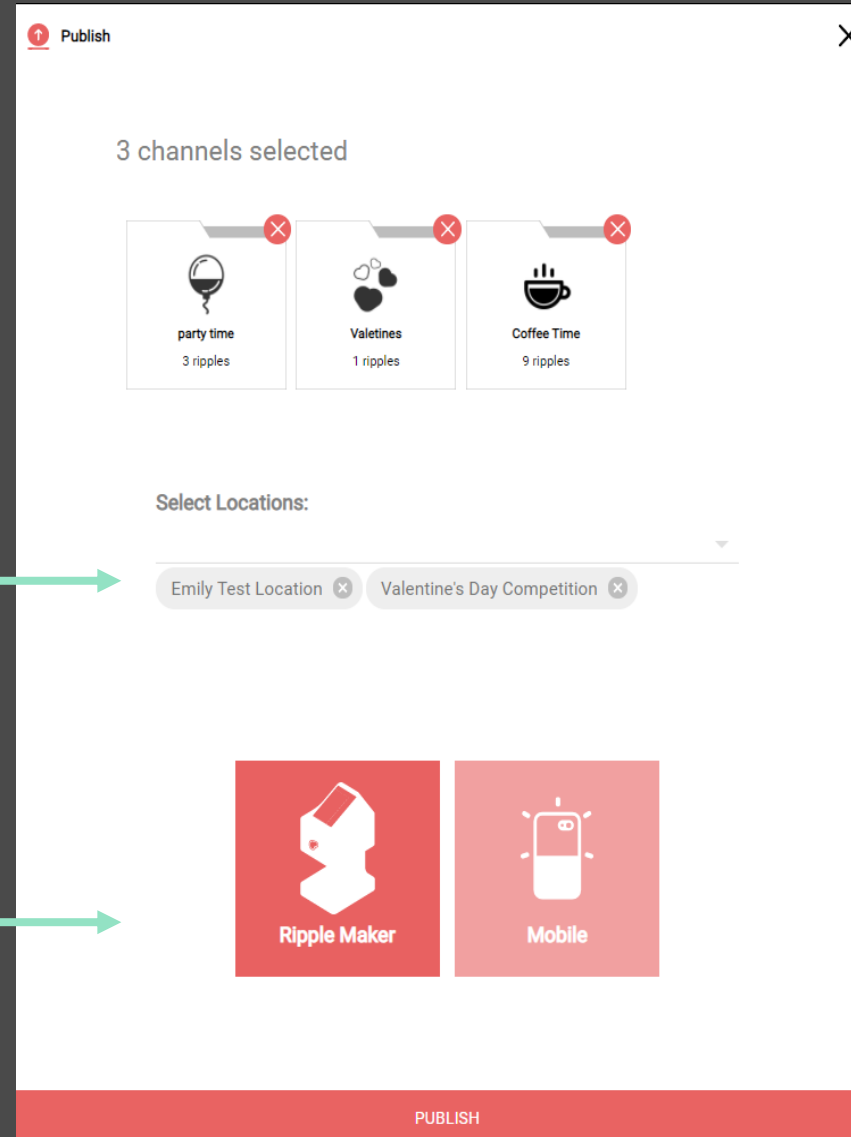 Publish
3 channels selected
party time
3 ripples
Valetines
1 ripples
Coffee Time
9 ripples
Select Locations:
Emily Test Location
Valentine's Day Competition
Ripple Maker
Mobile
PUBLISH